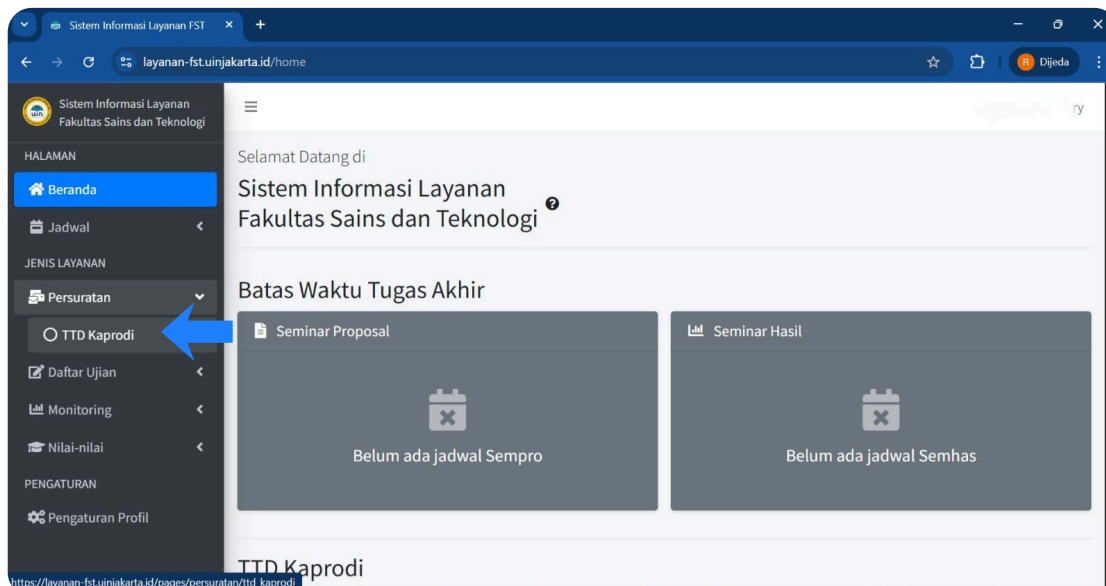 Sistem Informasi Layanan FST
layanan-fst.uinjakarta.id/home
R Dijeda
uin
Sistem Informasi Layanan
Fakultas Sains dan Teknologi
ry
HALAMAN
Beranda
Jadwal
JENIS LAYANAN
Persuratan
TTD Kaprodi
Daftar Ujian
Monitoring
Nilai-nilai
PENGATURAN
Pengaturan Profil
Selamat Datang di
Sistem Informasi Layanan
Fakultas Sains dan Teknologi
Batas Waktu Tugas Akhir
Seminar Proposal
Belum ada jadwal Sempro
Seminar Hasil
Belum ada jadwal Semhas
TTD Kaprodi
https://layanan-fst.uinjakarta.id/pages/persuratan/ttd_kaprodi